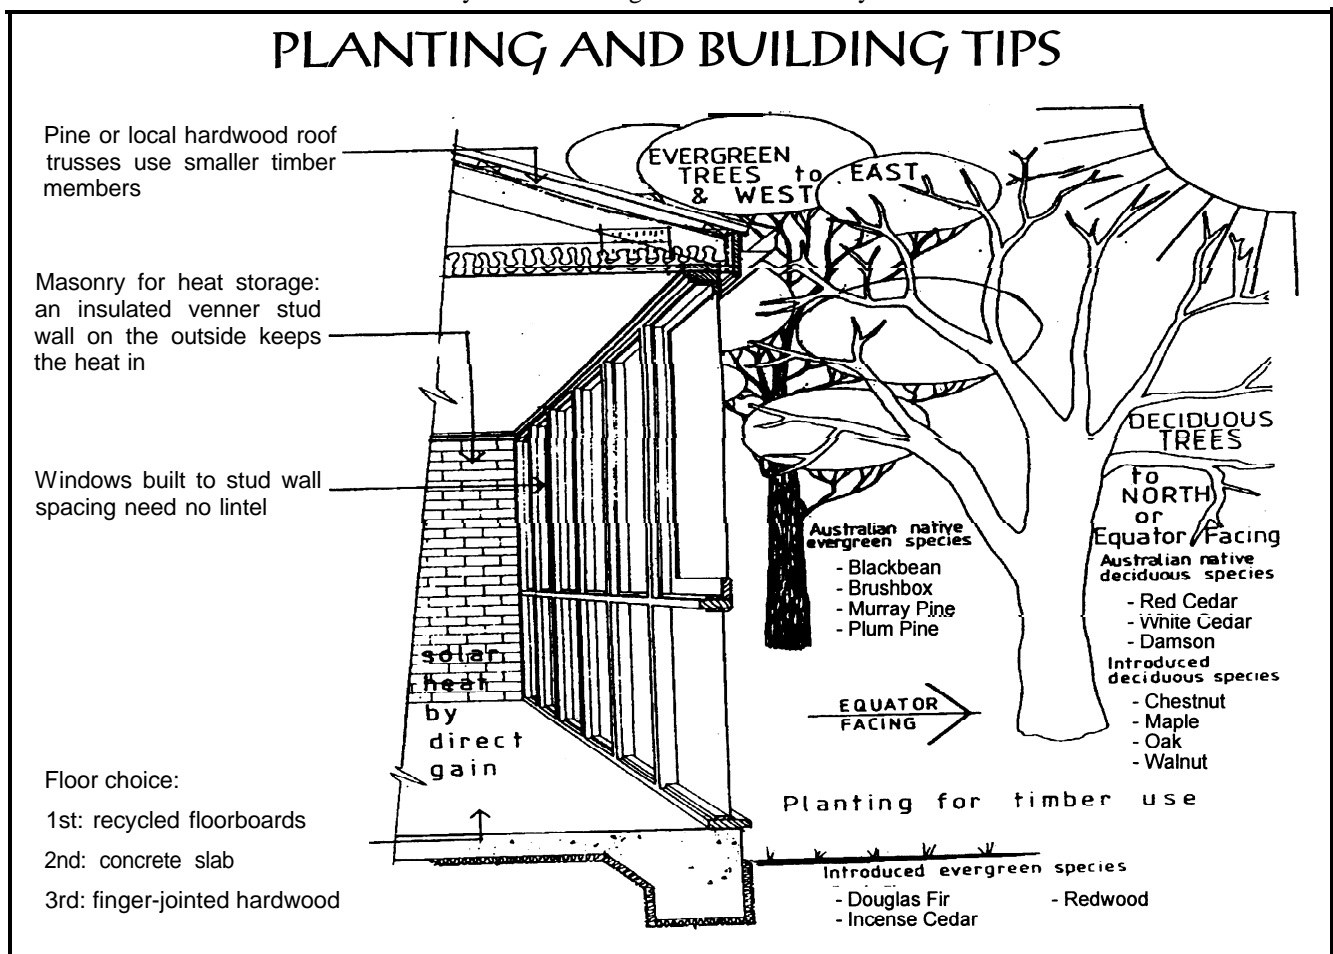 PLANTING AND BUILDING TIPS
Pine or local hardwood roof
trusses use smaller timber
members
Masonry for heat storage:
an insulated venner stud
wall on the outside keeps
the heat in
Windows built to stud wall
spacing need no lintel
Floor choice:
1st: recycled floorboards
2nd: concrete slab
3rd: finger-jointed hardwood
solar
heat
by
direct
gain
EVERGREEN
TREES to EAST
& WEST
Australian native
evergreen species
- Blackbean
- Brushbox
- Murray Pine
- Plum Pine
EQUATOR
FACING
DECIDUOUS
TREES
to
NORTH
or
Equator Facing
Australian native
deciduous species
- Red Cedar
- White Cedar
- Damson
Introduced
deciduous species
- Chestnut
- Maple
- Oak
- Walnut
Planting for timber use
Introduced evergreen species
- Douglas Fir - Redwood
- Incense Cedar